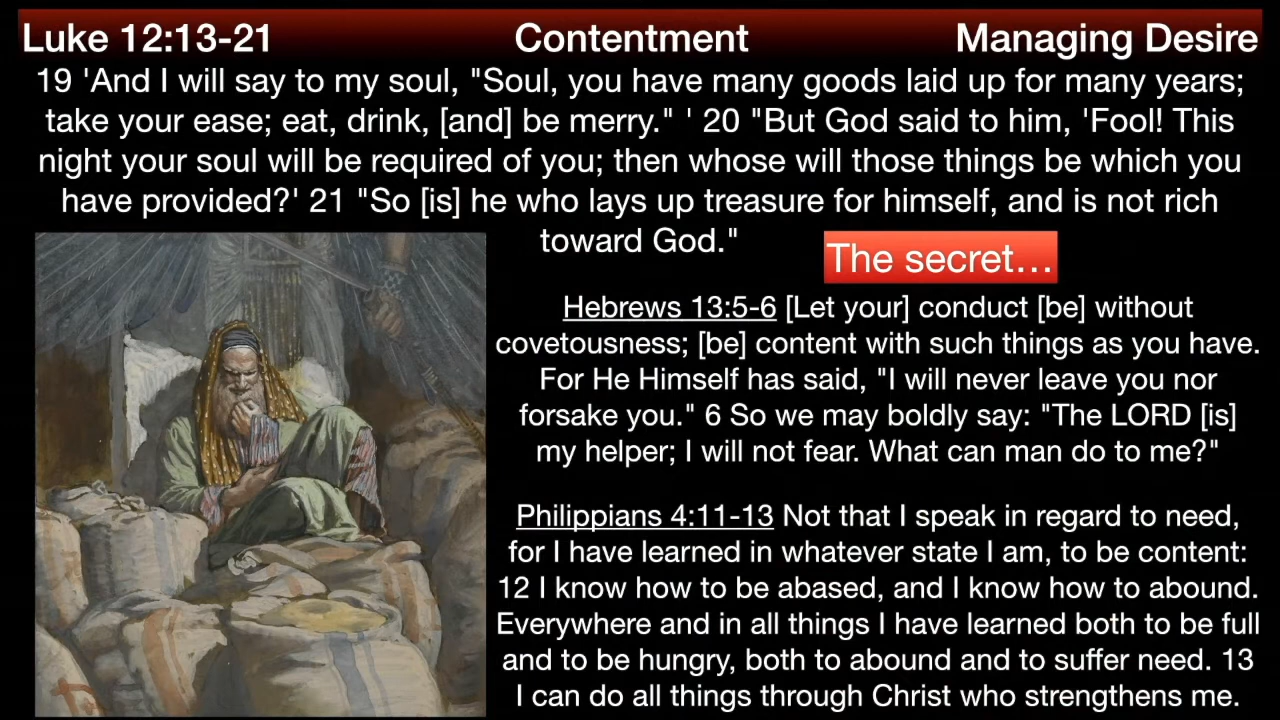 Luke 12:13-21 Contentment Managing Desire
19 'And I will say to my soul, "Soul, you have many goods laid up for many years;
take your ease; eat, drink, [and] be merry." ' 20 "But God said to him, 'Fool! This
night your soul will be required of you; then whose will those things be which you
have provided?' 21 "So [is] he who lays up treasure for himself, and is not rich
toward God."
The secret…
Hebrews 13:5-6 [Let your] conduct [be] without
covetousness; [be] content with such things as you have.
For He Himself has said, "I will never leave you nor
forsake you." 6 So we may boldly say: "The LORD [is]
my helper; I will not fear. What can man do to me?"
Philippians 4:11-13 Not that I speak in regard to need,
for I have learned in whatever state I am, to be content:
12 I know how to be abased, and I know how to abound.
Everywhere and in all things I have learned both to be full
and to be hungry, both to abound and to suffer need. 13
I can do all things through Christ who strengthens me.